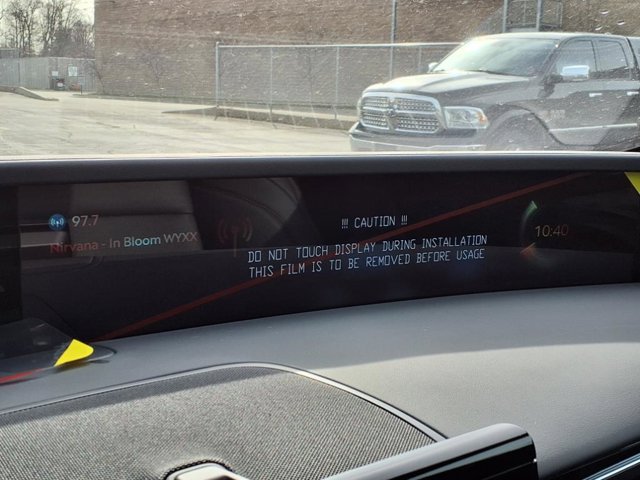 97.7
Nirvana - In Bloom WYXX
!!! CAUTION !!!
DO NOT TOUCH DISPLAY DURING INSTALLATION
THIS FILM IS TO BE REMOVED BEFORE USAGE
10:40